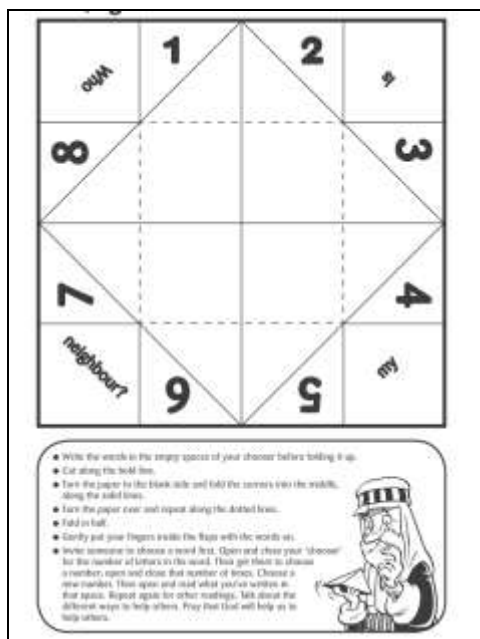 1
2
Who
is
8
3
7
4
neighbour?
my
6
5
Write the words in the empty spaces of your chooser before folding it up.
Cut along the bold line.
Turn the paper to the blank side and fold the corners into the middle,
along the solid lines.
Turn the paper over and repeat along the dotted lines.
Fold in half.
Gently put your fingers inside the flaps with the words on.
Invite someone to choose a word first. Open and close your 'chooser'
for the number of letters in the word. Then get them to choose
a number, open and close that number of times. Choose a
new number. Then open and read what you've written in
that space. Repeat again for other readings. Talk about the
different ways to help others. Pray that God will help us to
help others.